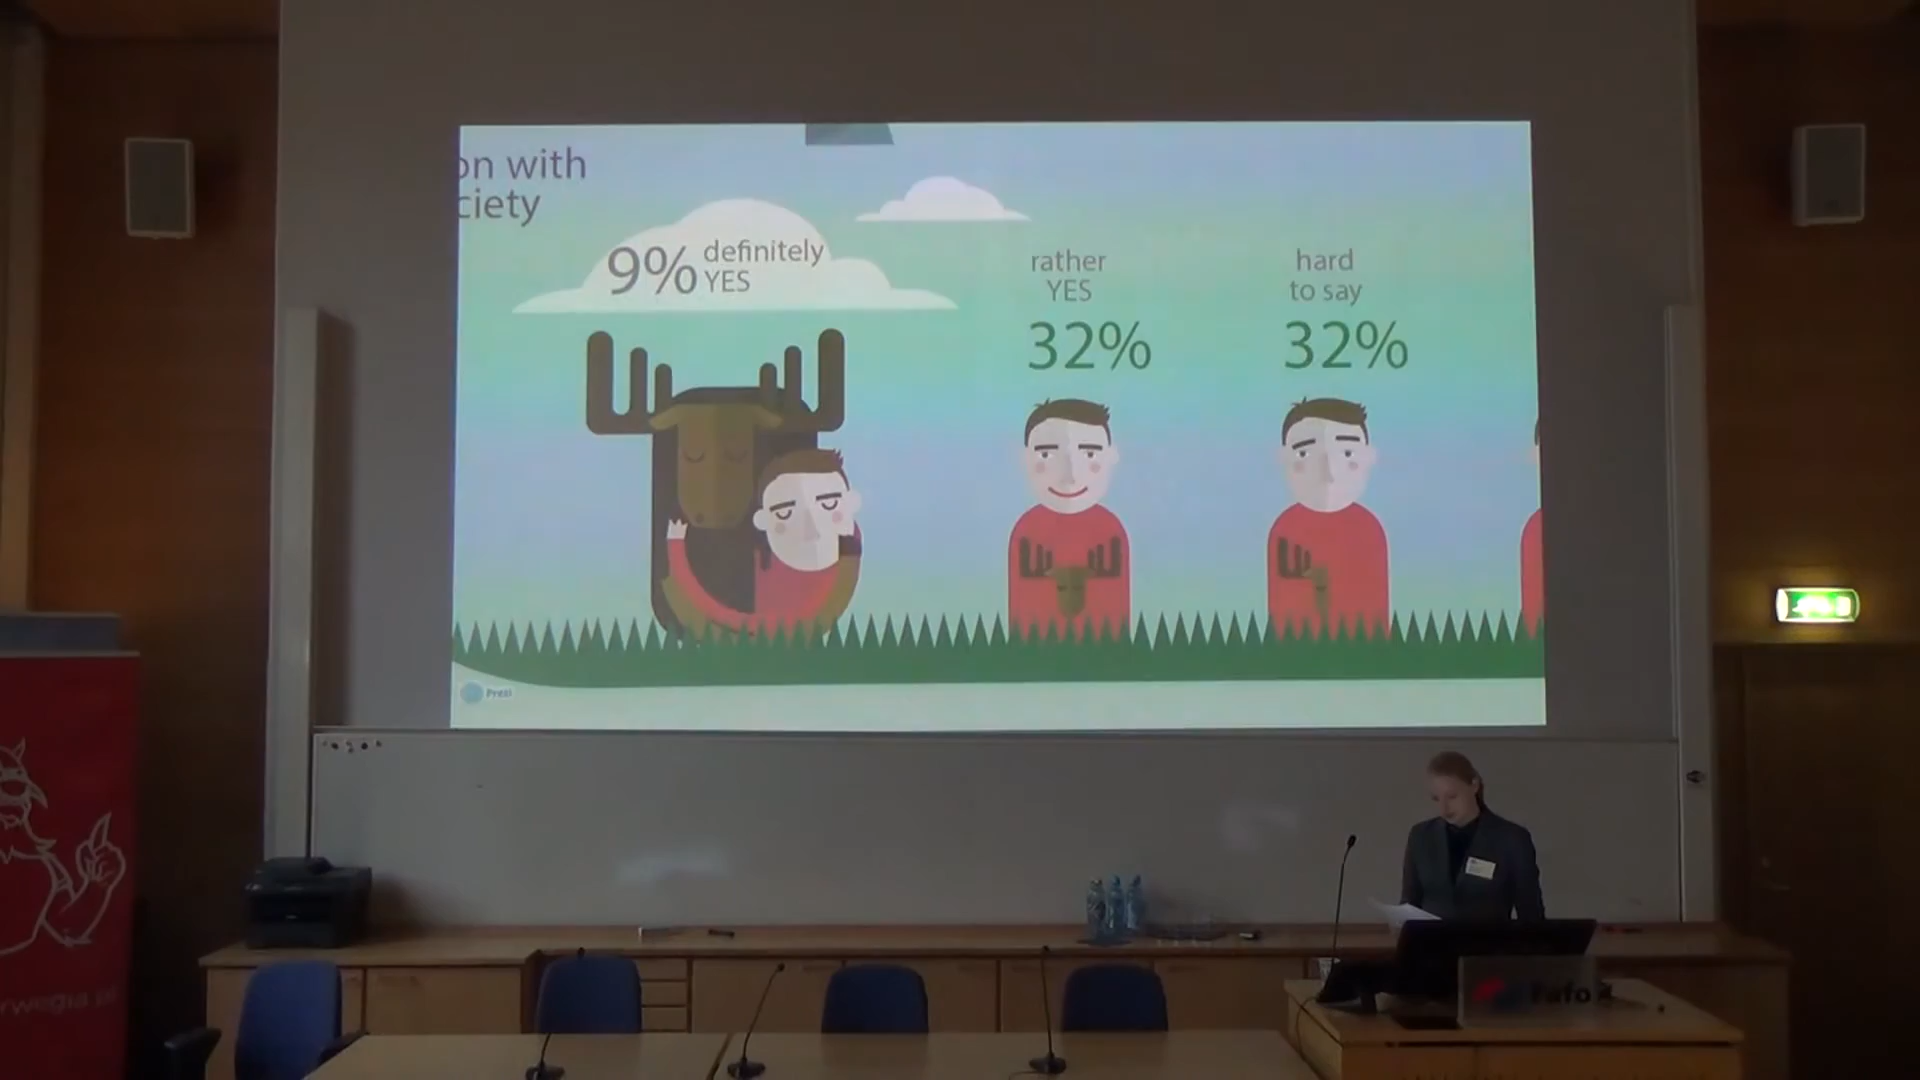 on with
ciety
9% definitely
YES
rather
YES
32%
hard
to say
32%
Prezi
fafo